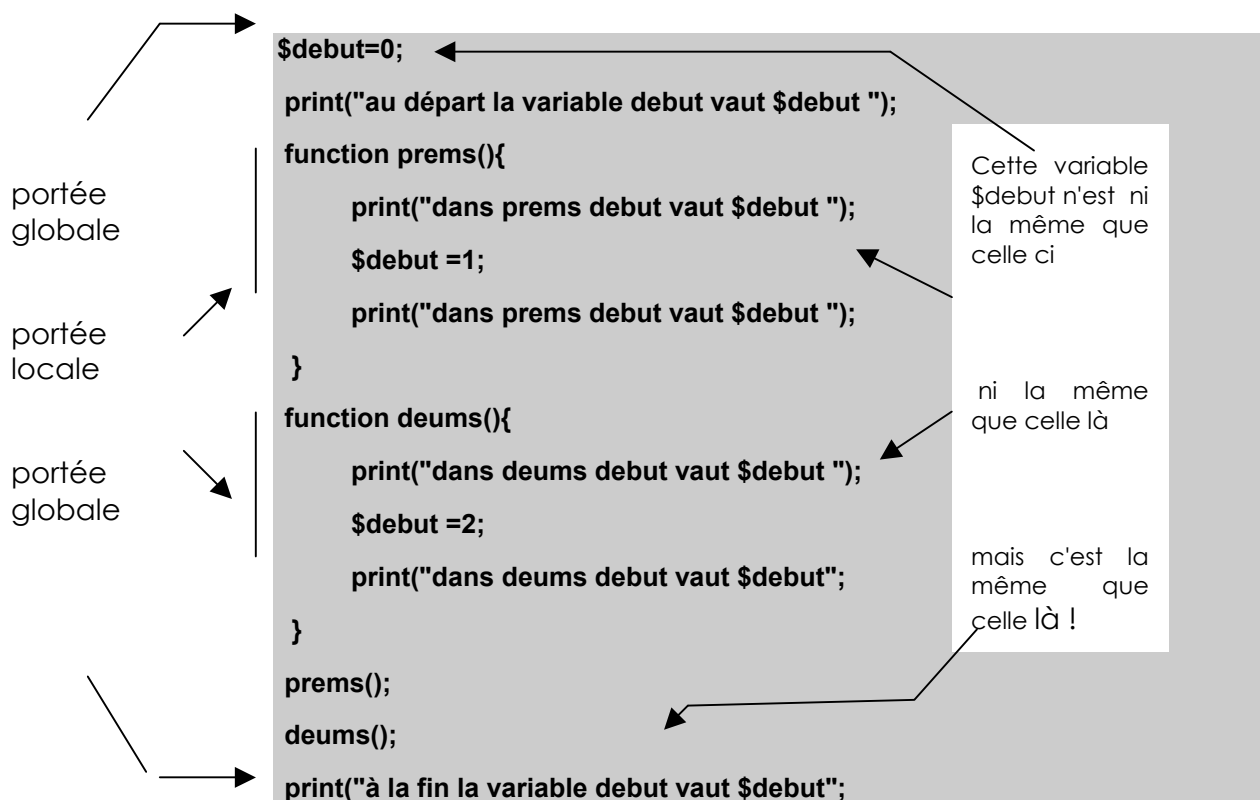 $debut=0;
print("au départ la variable debut vaut $debut ");
function prems(){
print("dans prems debut vaut $debut ");
$debut =1;
print("dans prems debut vaut $debut ");
}
function deums(){
print("dans deums debut vaut $debut ");
$debut =2;
print("dans deums debut vaut $debut";
}
prems();
deums();
print("à la fin la variable debut vaut $debut";
portée
globale
portée
locale
portée
globale
Cette variable
$debut n'est ni
la même que
celle ci
ni la même
que celle là
mais c'est la
même que
celle là !